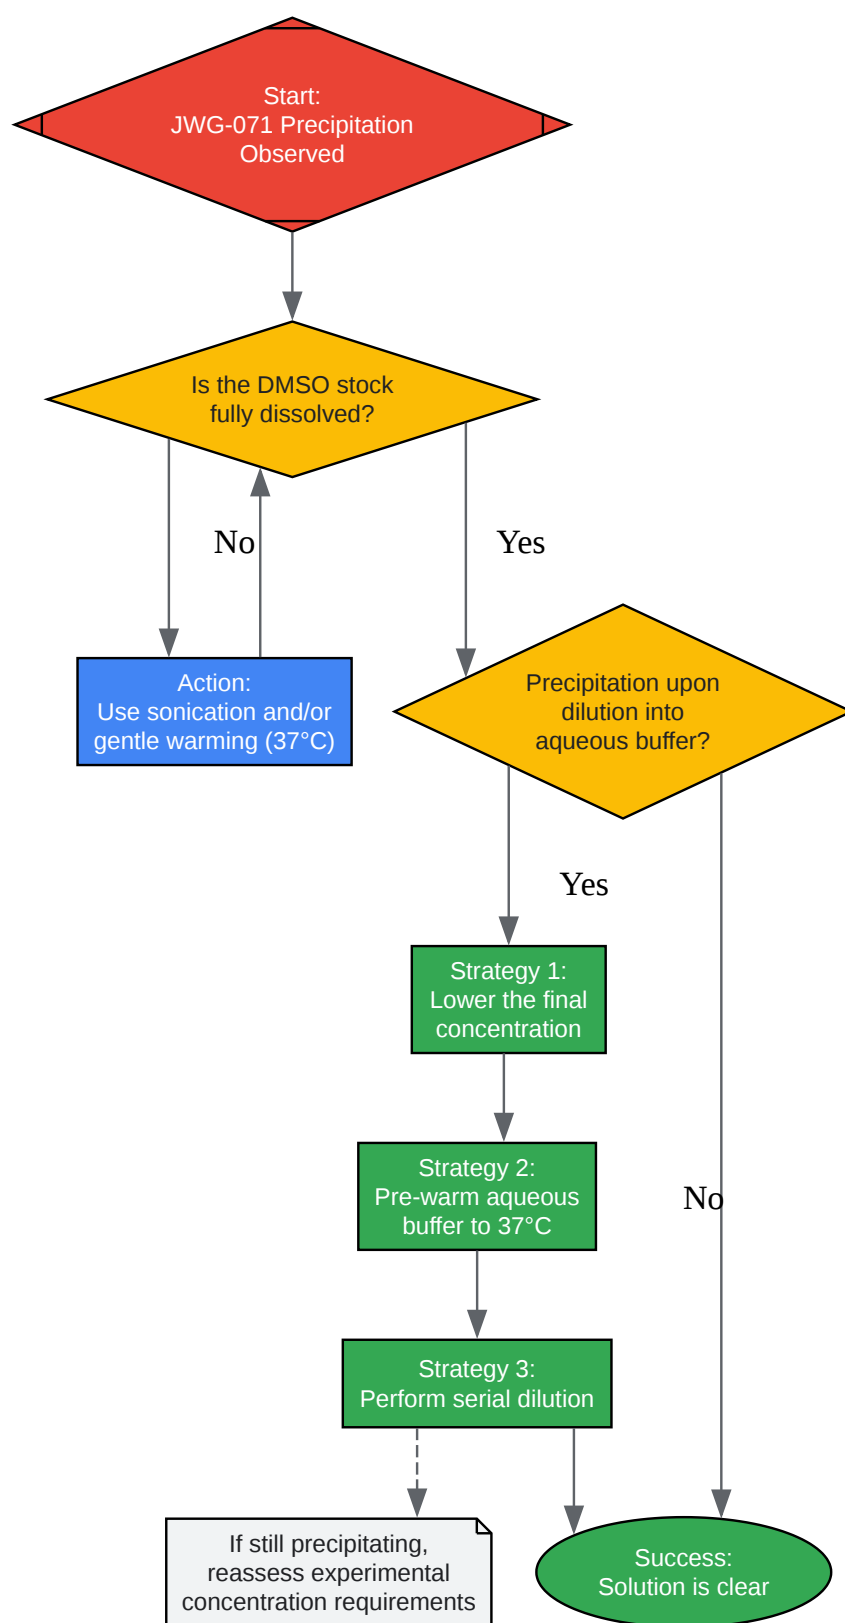 Start:
JWG-071 Precipitation
Observed
Is the DMSO stock
fully dissolved?
No
Yes
Action:
Use sonication and/or
gentle warming (37°C)
Precipitation upon
dilution into
aqueous buffer?
Yes
Strategy 1:
Lower the final
concentration
Strategy 2:
Pre-warm aqueous
buffer to 37°C
No
Strategy 3:
Perform serial dilution
If still precipitating,
reassess experimental
concentration requirements
Success:
Solution is clear